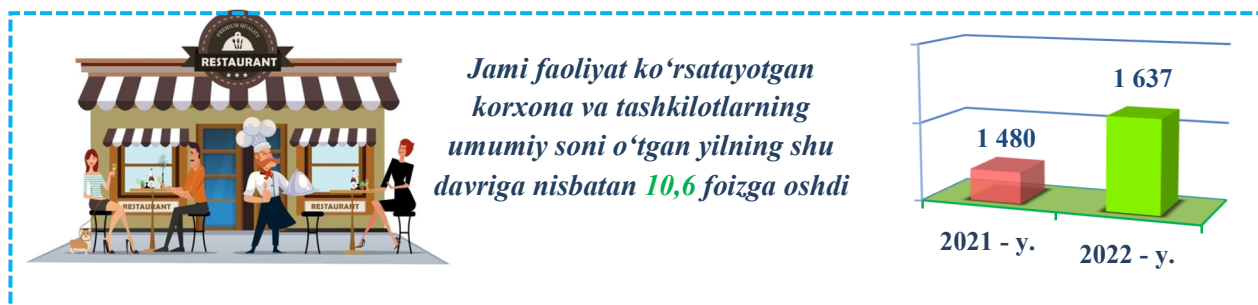 PREMIUM QUALITY
RESTAURANT
RESTAURANT
RESTAURANT
Jami faoliyat ko‘rsatayotgan
korxona va tashkilotlarning
umumiy soni o‘tgan yilning shu
davriga nisbatan 10,6 foizga oshdi
1 637
1 480
2021 - y.
2022 - y.